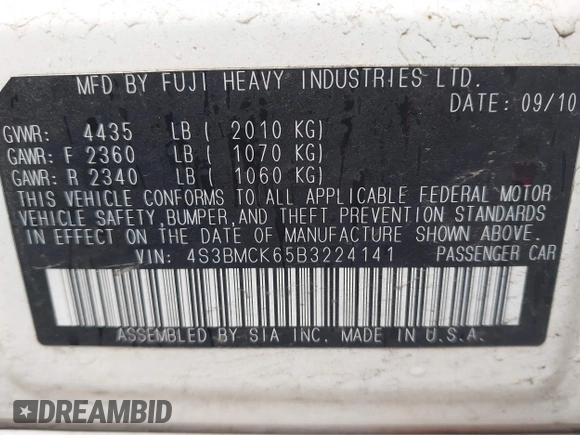 MFD BY FUJI HEAVY INDUSTRIES LTD.
DATE: 09/10
GVWR: 4435 LB ( 2010 KG)
GAWR: F 2360 LB ( 1070 KG)
GAWR: R 2340 LB ( 1060 KG)
THIS VEHICLE CONFORMS TO ALL APPLICABLE FEDERAL MOTOR
VEHICLE SAFETY,BUMPER,AND THEFT PREVENTION STANDARDS
IN EFFECT ON THE DATE OF MANUFACTURE SHOWN ABOVE.
VIN: 4S3BMCK65B3224141 PASSENGER CAR
ASSEMBLED BY SIA INC. MADE IN U.S.A.
DREAMBID